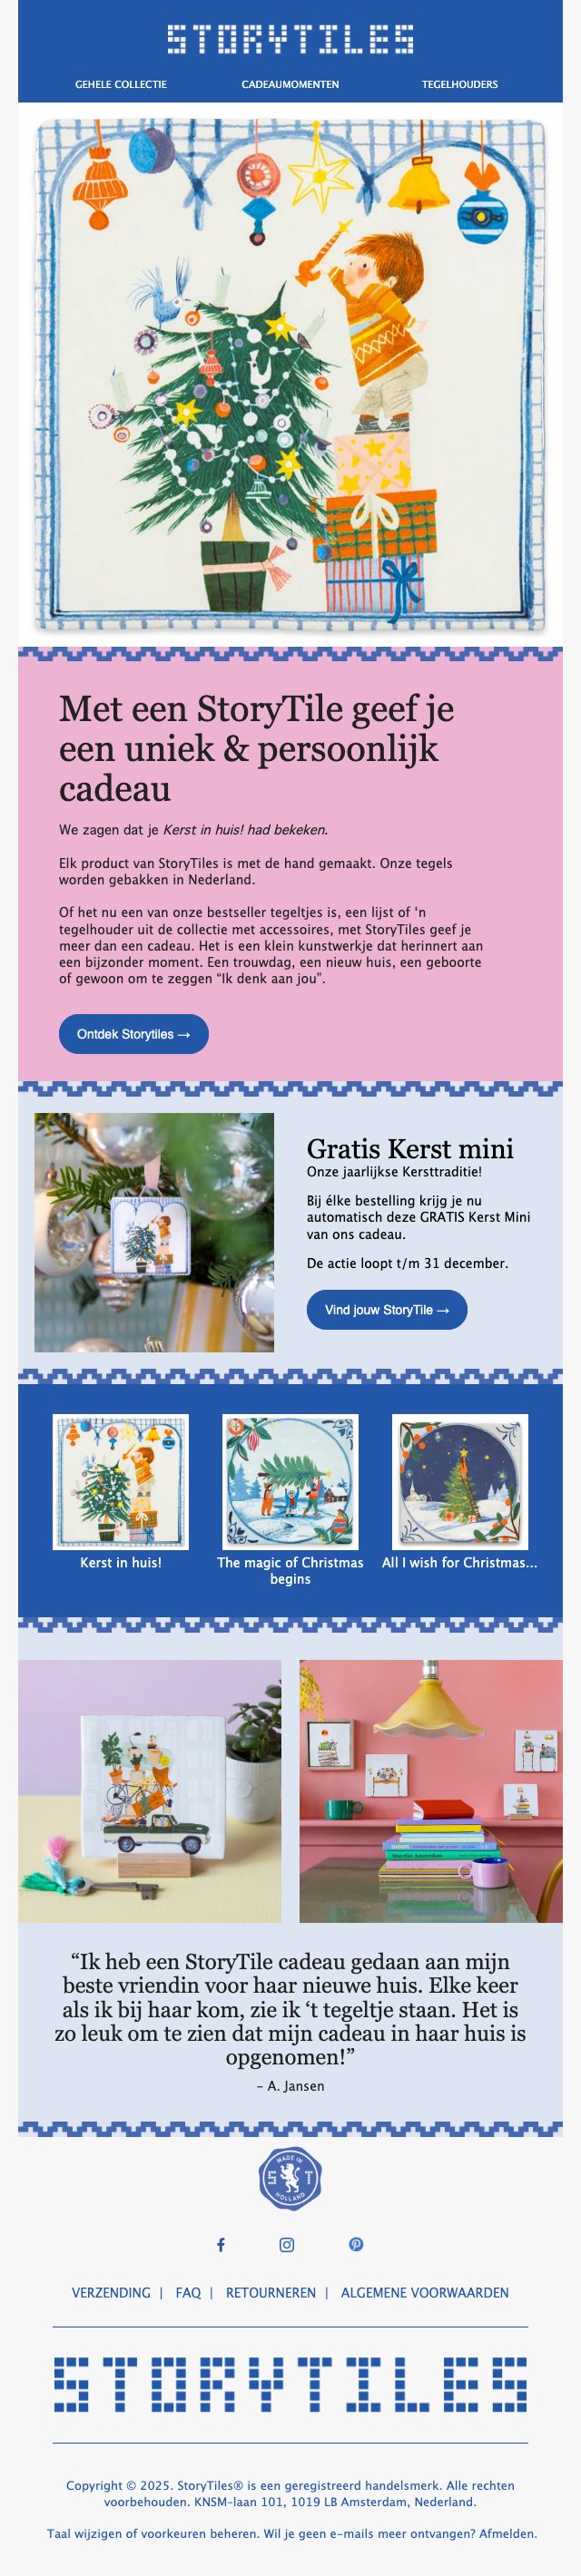 STORYTILES
GEHELE COLLECTIE CADEAUMOMENTEN TEGELHOUDERS
Met een StoryTile geef je
een uniek & persoonlijk
cadeau
We zagen dat je Kerst in huis! had bekeken.
Elk product van StoryTiles is met de hand gemaakt. Onze tegels
worden gebakken in Nederland.
Of het nu een van onze bestseller tegeltjes is, een lijst of ‘n
tegelhouder uit de collectie met accessoires, met StoryTiles geef je
meer dan een cadeau. Het is een klein kunstwerkje dat herinnert aan
een bijzonder moment. Een trouwdag, een nieuw huis, een geboorte
of gewoon om te zeggen “Ik denk aan jou”.
Ontdek Storytiles →
Gratis Kerst mini
Onze jaarlijkse Kersttraditie!
Bij élke bestelling krijg je nu
automatisch deze GRATIS Kerst Mini
van ons cadeau.
De actie loopt t/m 31 december.
Vind jouw StoryTile →
Kerst in huis!
The magic of Christmas
begins
All I wish for Christmas...
“Ik heb een StoryTile cadeau gedaan aan mijn
beste vriendin voor haar nieuwe huis. Elke keer
als ik bij haar kom, zie ik ‘t tegeltje staan. Het is
zo leuk om te zien dat mijn cadeau in haar huis is
opgenomen!”
– A. Jansen
MADE IN
S T
HOLLAND
VERZENDING | FAQ | RETOURNEREN | ALGEMENE VOORWAARDEN
STORYTILES
Copyright © 2025. StoryTiles® is een geregistreerd handelsmerk. Alle rechten
voorbehouden. KNSM-laan 101, 1019 LB Amsterdam, Nederland.
Taal wijzigen of voorkeuren beheren. Wil je geen e-mails meer ontvangen? Afmelden.